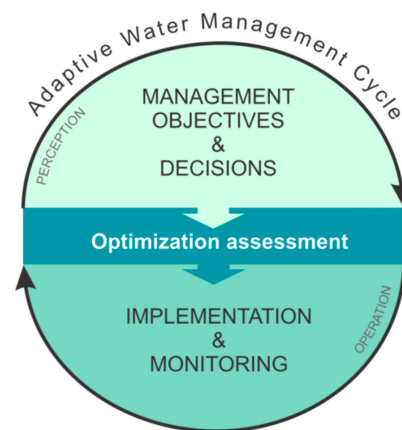 Adaptive Water Management Cycle
PERCEPTION
MANAGEMENT
OBJECTIVES
&
DECISIONS
Optimization assessment
IMPLEMENTATION
&
MONITORING
OPERATION